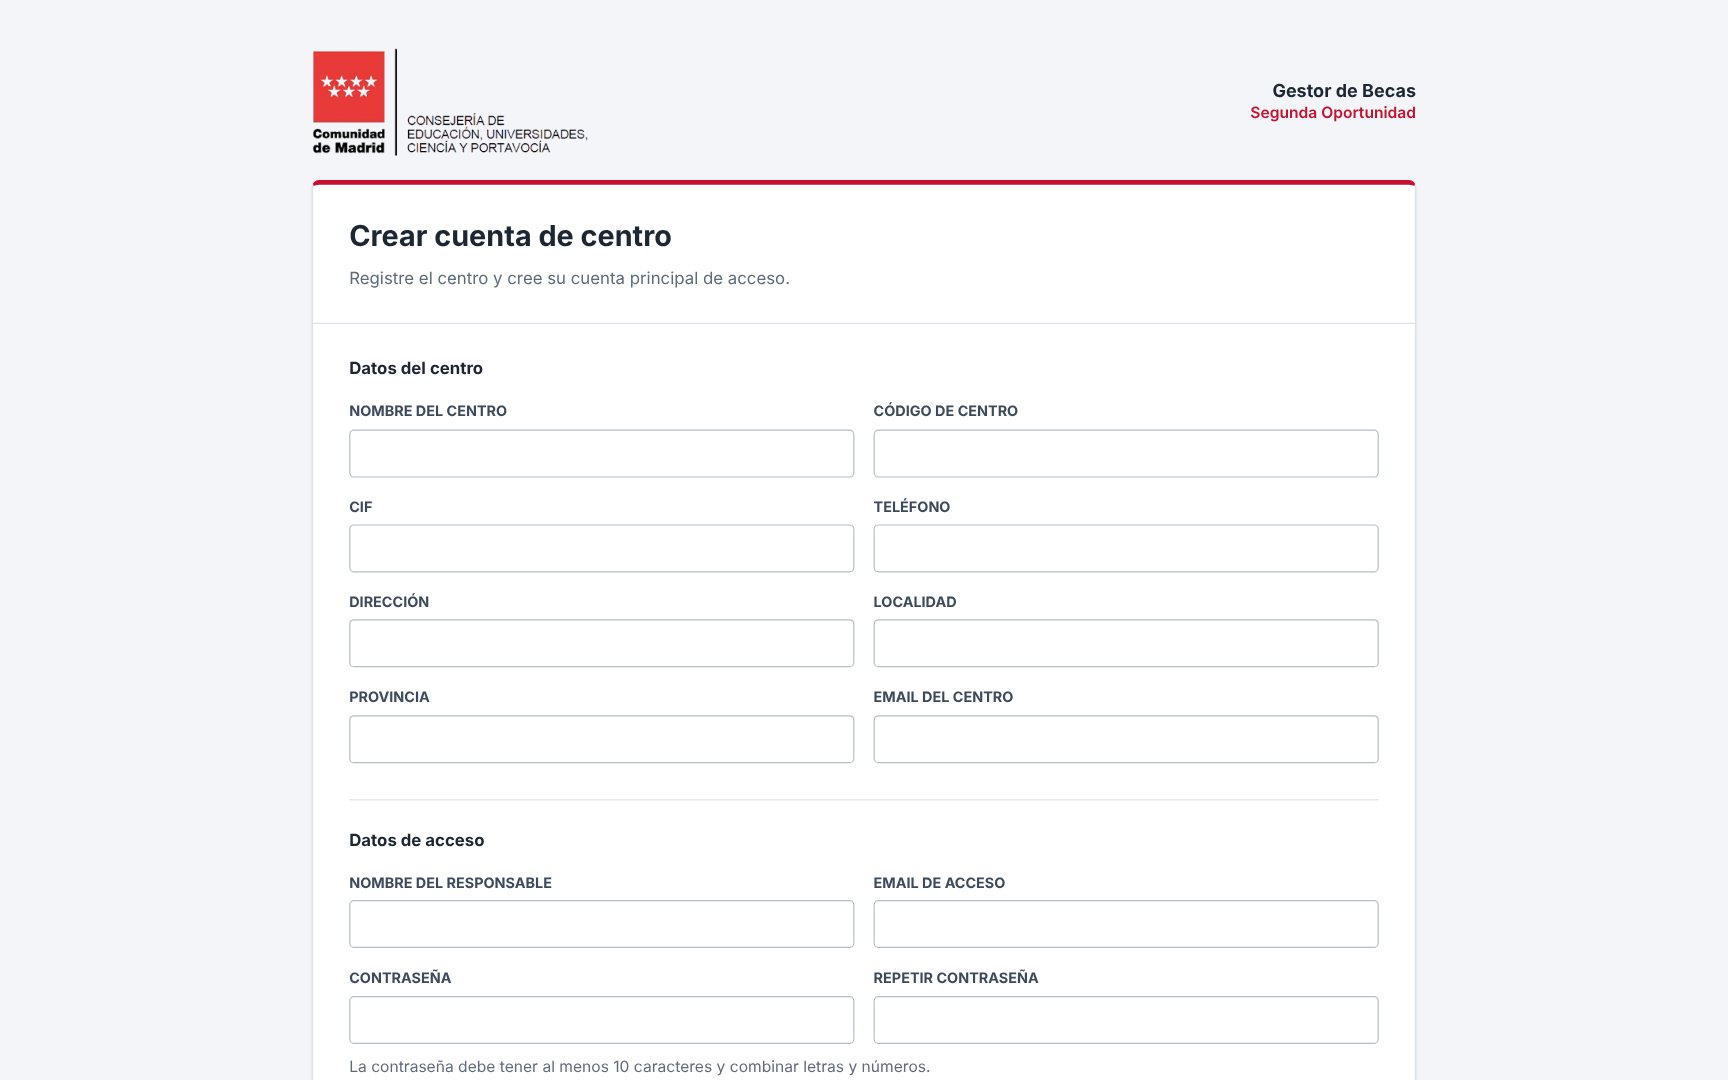 Comunidad
de Madrid
CONSEJERÍA DE
EDUCACIÓN, UNIVERSIDADES,
CIENCIA Y PORTAVOCÍA
Gestor de Becas
Segunda Oportunidad
Crear cuenta de centro
Registre el centro y cree su cuenta principal de acceso.
Datos del centro
NOMBRE DEL CENTRO
CÓDIGO DE CENTRO
CIF
TELÉFONO
DIRECCIÓN
LOCALIDAD
PROVINCIA
EMAIL DEL CENTRO
Datos de acceso
NOMBRE DEL RESPONSABLE
EMAIL DE ACCESO
CONTRASEÑA
REPETIR CONTRASEÑA
La contraseña debe tener al menos 10 caracteres y combinar letras y números.